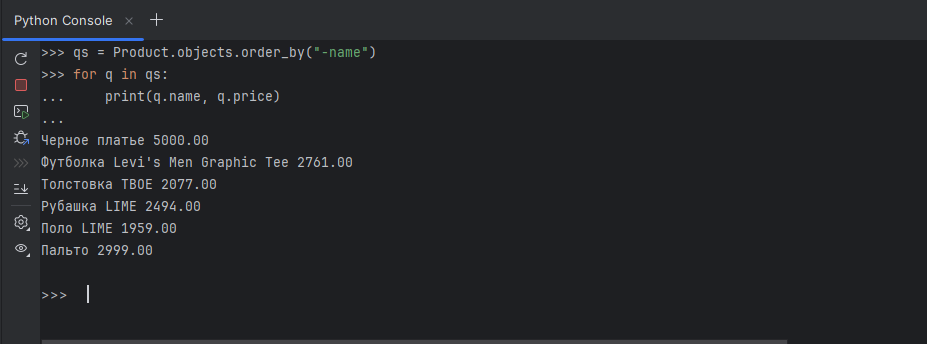 Python Console
>>> qs = Product.objects.order_by("-name")
>>> for q in qs:
...     print(q.name, q.price)
...
Черное платье 5000.00
Футболка Levi's Men Graphic Tee 2761.00
Толстовка ТВОЕ 2077.00
Рубашка LIME 2494.00
Поло LIME 1959.00
Пальто 2999.00
>>>